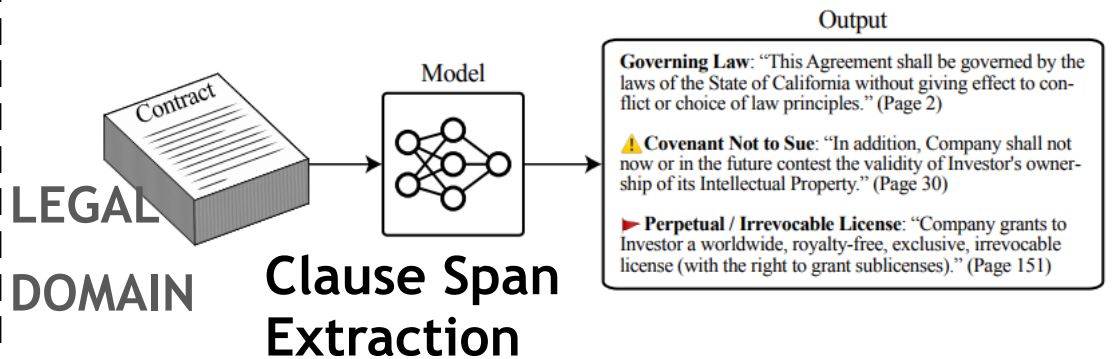 Output
Model
Contract
Governing Law: “This Agreement shall be governed by the
laws of the State of California without giving effect to con-
flict or choice of law principles.” (Page 2)
Covenant Not to Sue: “In addition, Company shall not
now or in the future contest the validity of Investor's owner-
ship of its Intellectual Property.” (Page 30)
Perpetual / Irrevocable License: “Company grants to
Investor a worldwide, royalty-free, exclusive, irrevocable
license (with the right to grant sublicenses).” (Page 151)
LEGAL
DOMAIN
Clause Span
Extraction